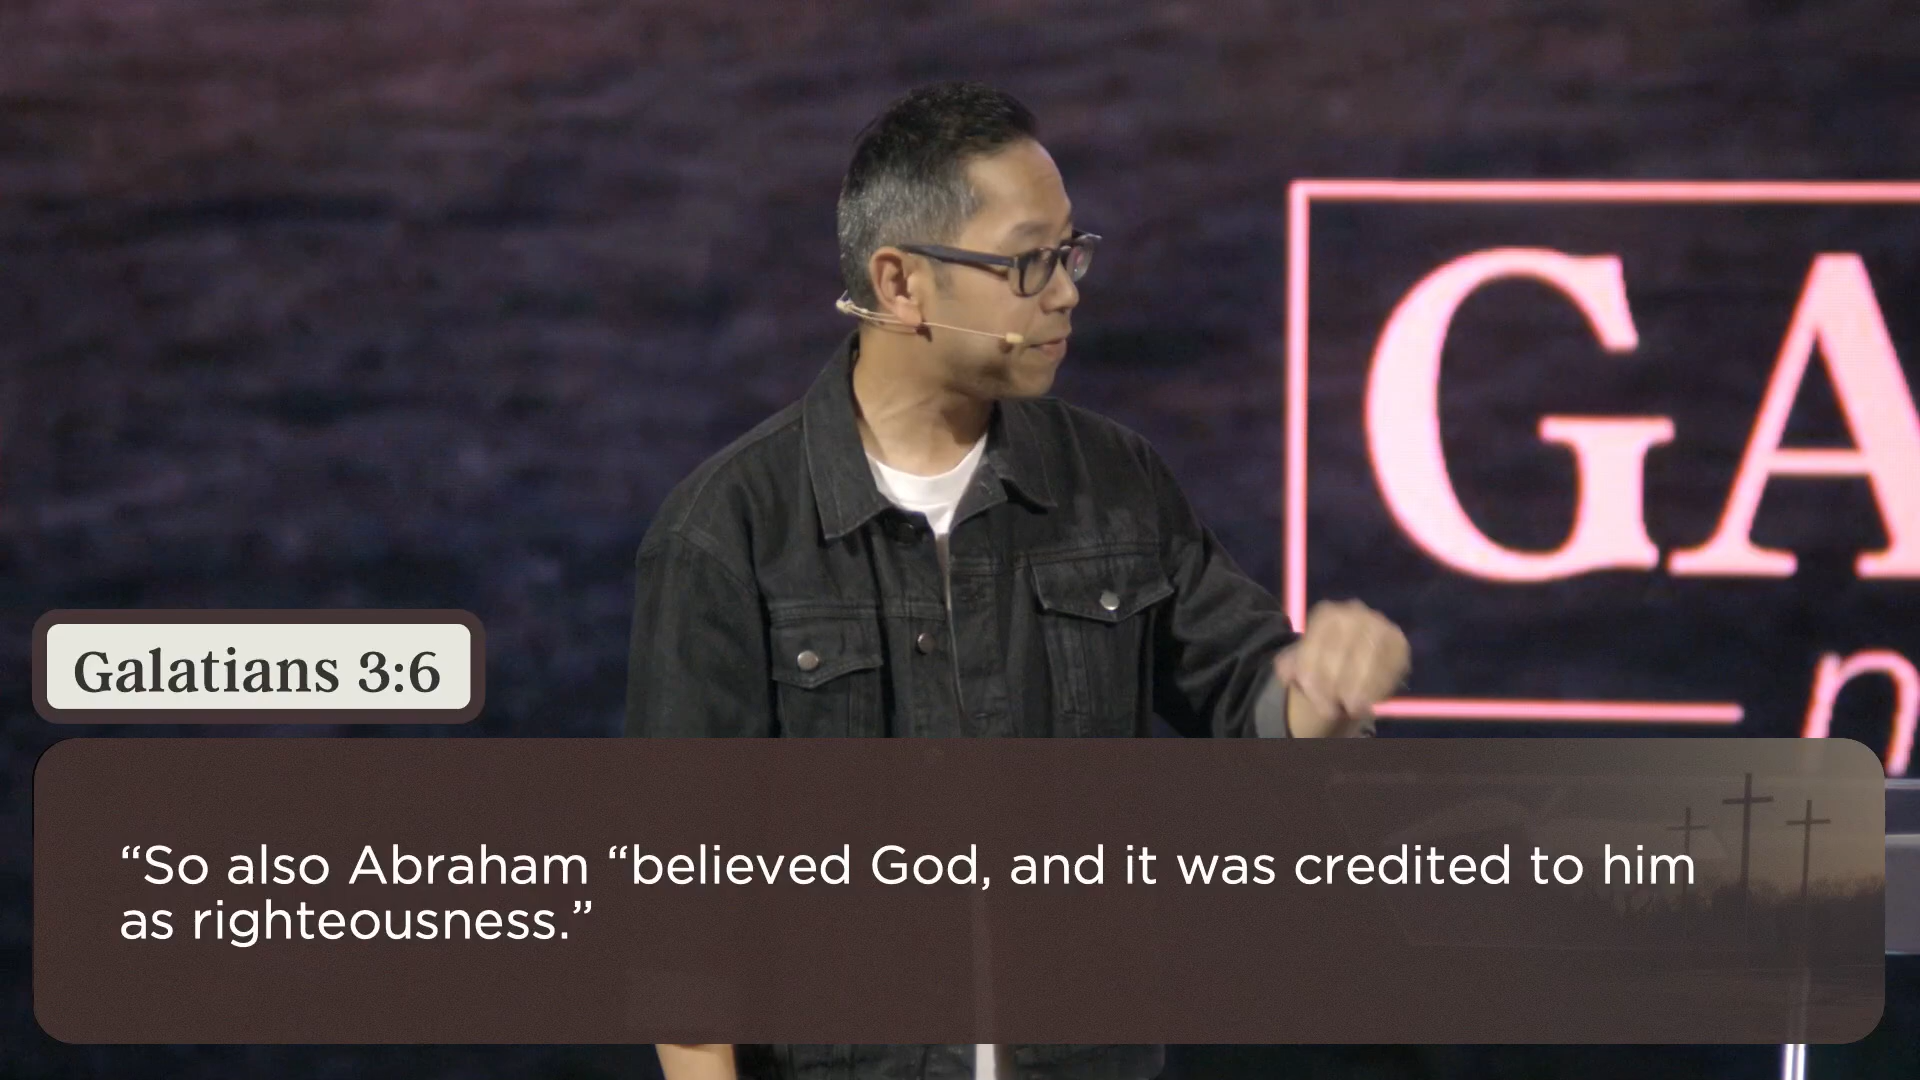 GA
Galatians 3:6
n
“So also Abraham “believed God, and it was credited to him
as righteousness.”